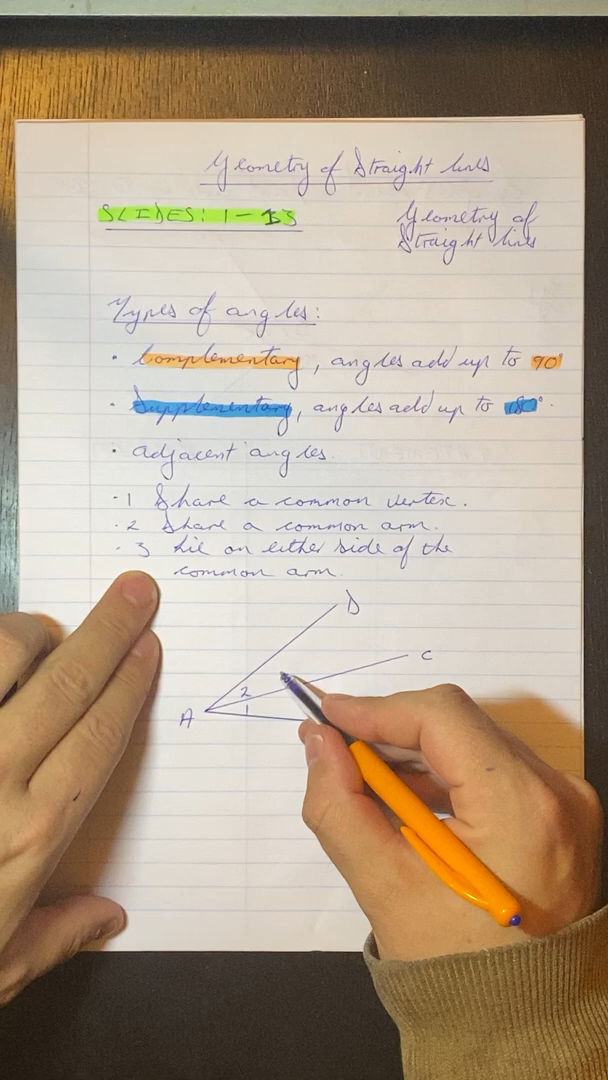 Geometry of Straight lines
SLIDES: 1-13
Geometry of
Straight lines
Types of angles:
· Complementary, angles add up to 90°
· Supplementary, angles add up to 180°.
· adjacent angles.
·1 Share a common vertex.
·2 Share a common arm.
·3 Lie on either side of the
common arm.
D
C
2
A 1